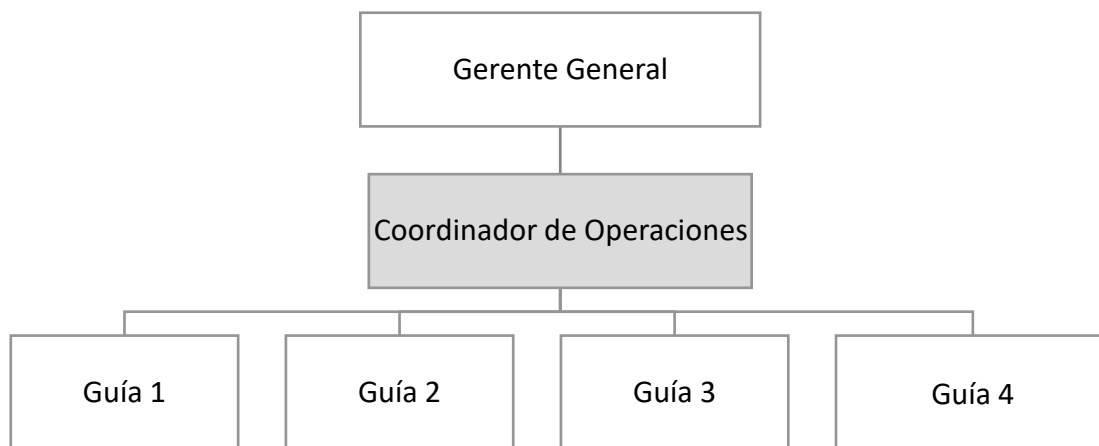 Gerente General
Coordinador de Operaciones
Guía 1
Guía 2
Guía 3
Guía 4